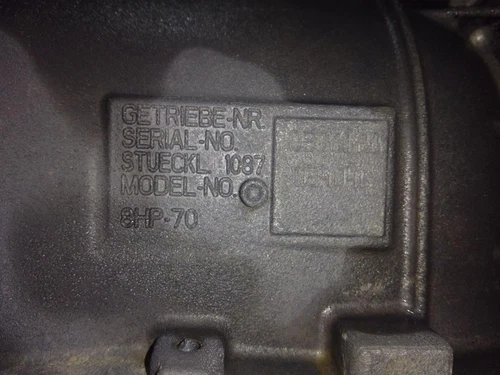 GETRIEBE-NR.
SERIAL-NO.
STUECKL. 1087
MODEL-NO.
8HP-70